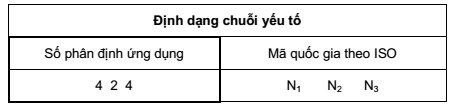 Định dạng chuỗi yếu tố
Số phân định ứng dụng Mã quốc gia theo ISO
4 2 4 N₁ N₂ N₃